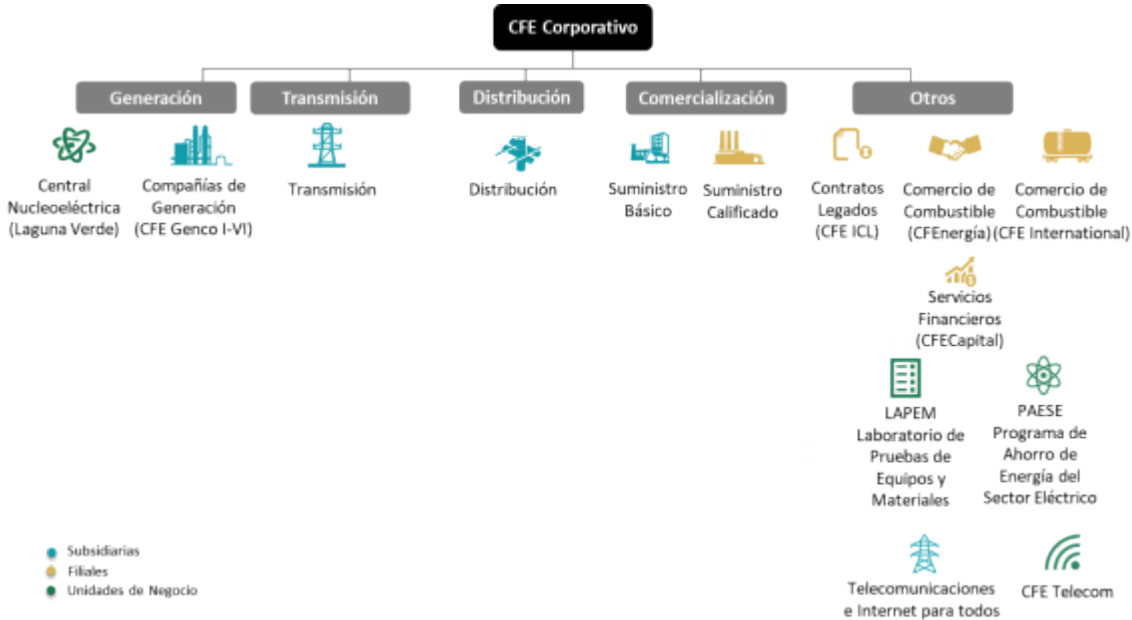 CFE Corporativo
Generación
Transmisión
Distribución
Comercialización
Otros
Central
Nucleoeléctrica
(Laguna Verde)
Compañías de
Generación
(CFE Genco I-VI)
Transmisión
Distribución
Suministro
Básico
Suministro
Calificado
Contratos
Legados
(CFE ICL)
Comercio de
Combustible
(CFEnergía)
Comercio de
Combustible
(CFE International)
Servicios
Financieros
(CFECapital)
LAPEM
Laboratorio de
Pruebas de
Equipos y
Materiales
PAESE
Programa de
Ahorro de
Energía del
Sector Eléctrico
Telecomunicaciones
e Internet para todos
CFE Telecom
Subsidiarias
Filiales
Unidades de Negocio